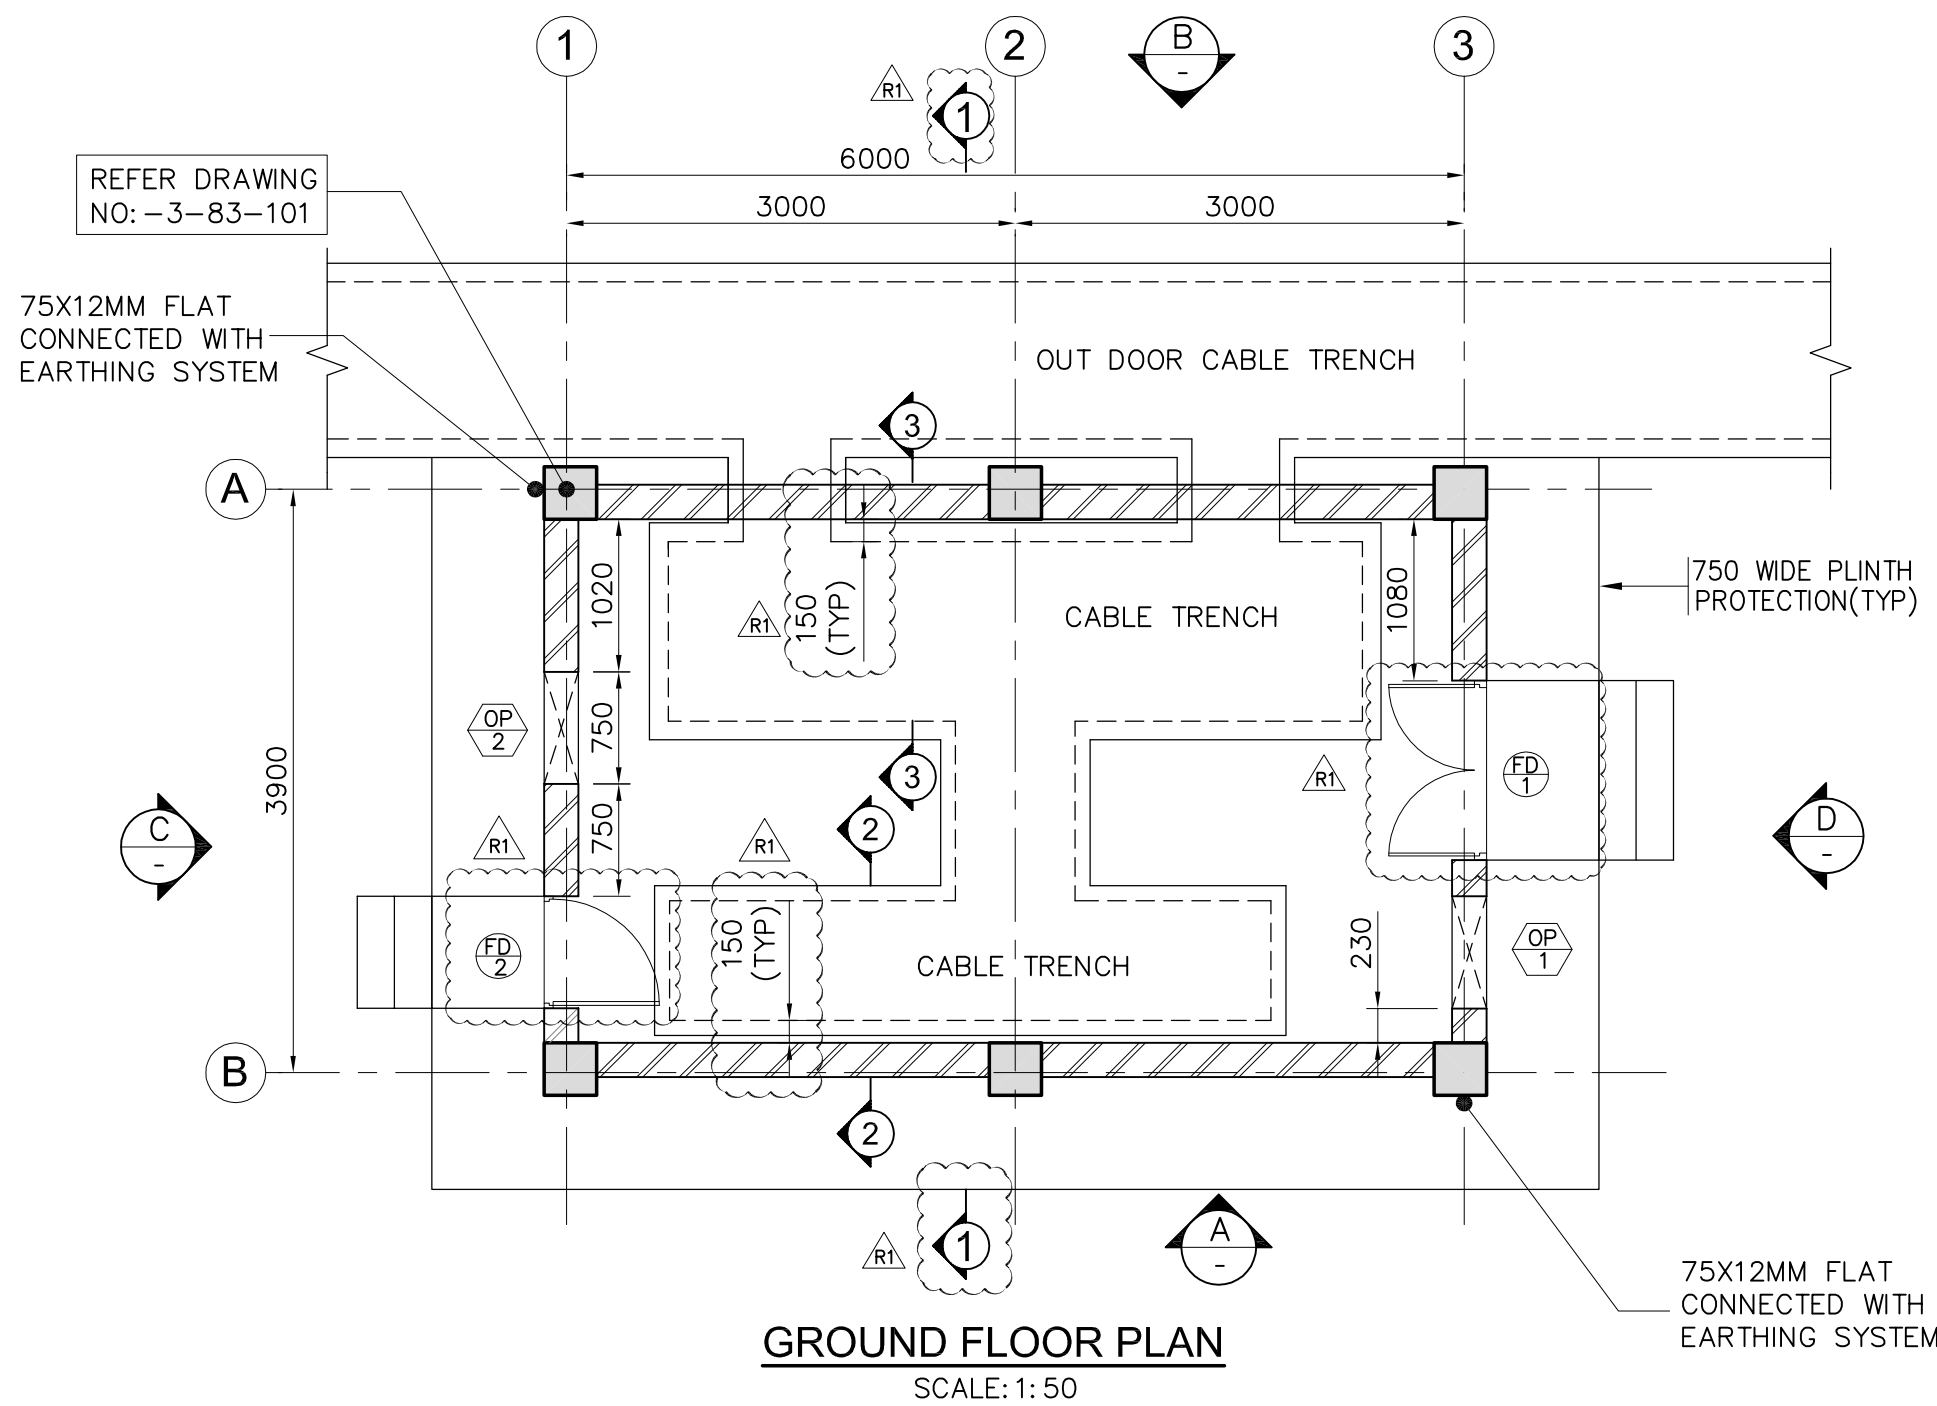 1
2
3
B
-
R1
1
6000
3000
3000
REFER DRAWING
NO:-3-83-101
75X12MM FLAT
CONNECTED WITH
EARTHING SYSTEM
OUT DOOR CABLE TRENCH
3
A
1020
1080
150
(TYP)
R1
CABLE TRENCH
750 WIDE PLINTH
PROTECTION(TYP)
OP
2
750
3900
3
R1
FD
1
C
-
750
R1
R1
2
D
-
FD
2
150
(TYP)
CABLE TRENCH
230
OP
1
B
2
R1
1
A
-
75X12MM FLAT
CONNECTED WITH
EARTHING SYSTEM
GROUND FLOOR PLAN
SCALE:1:50